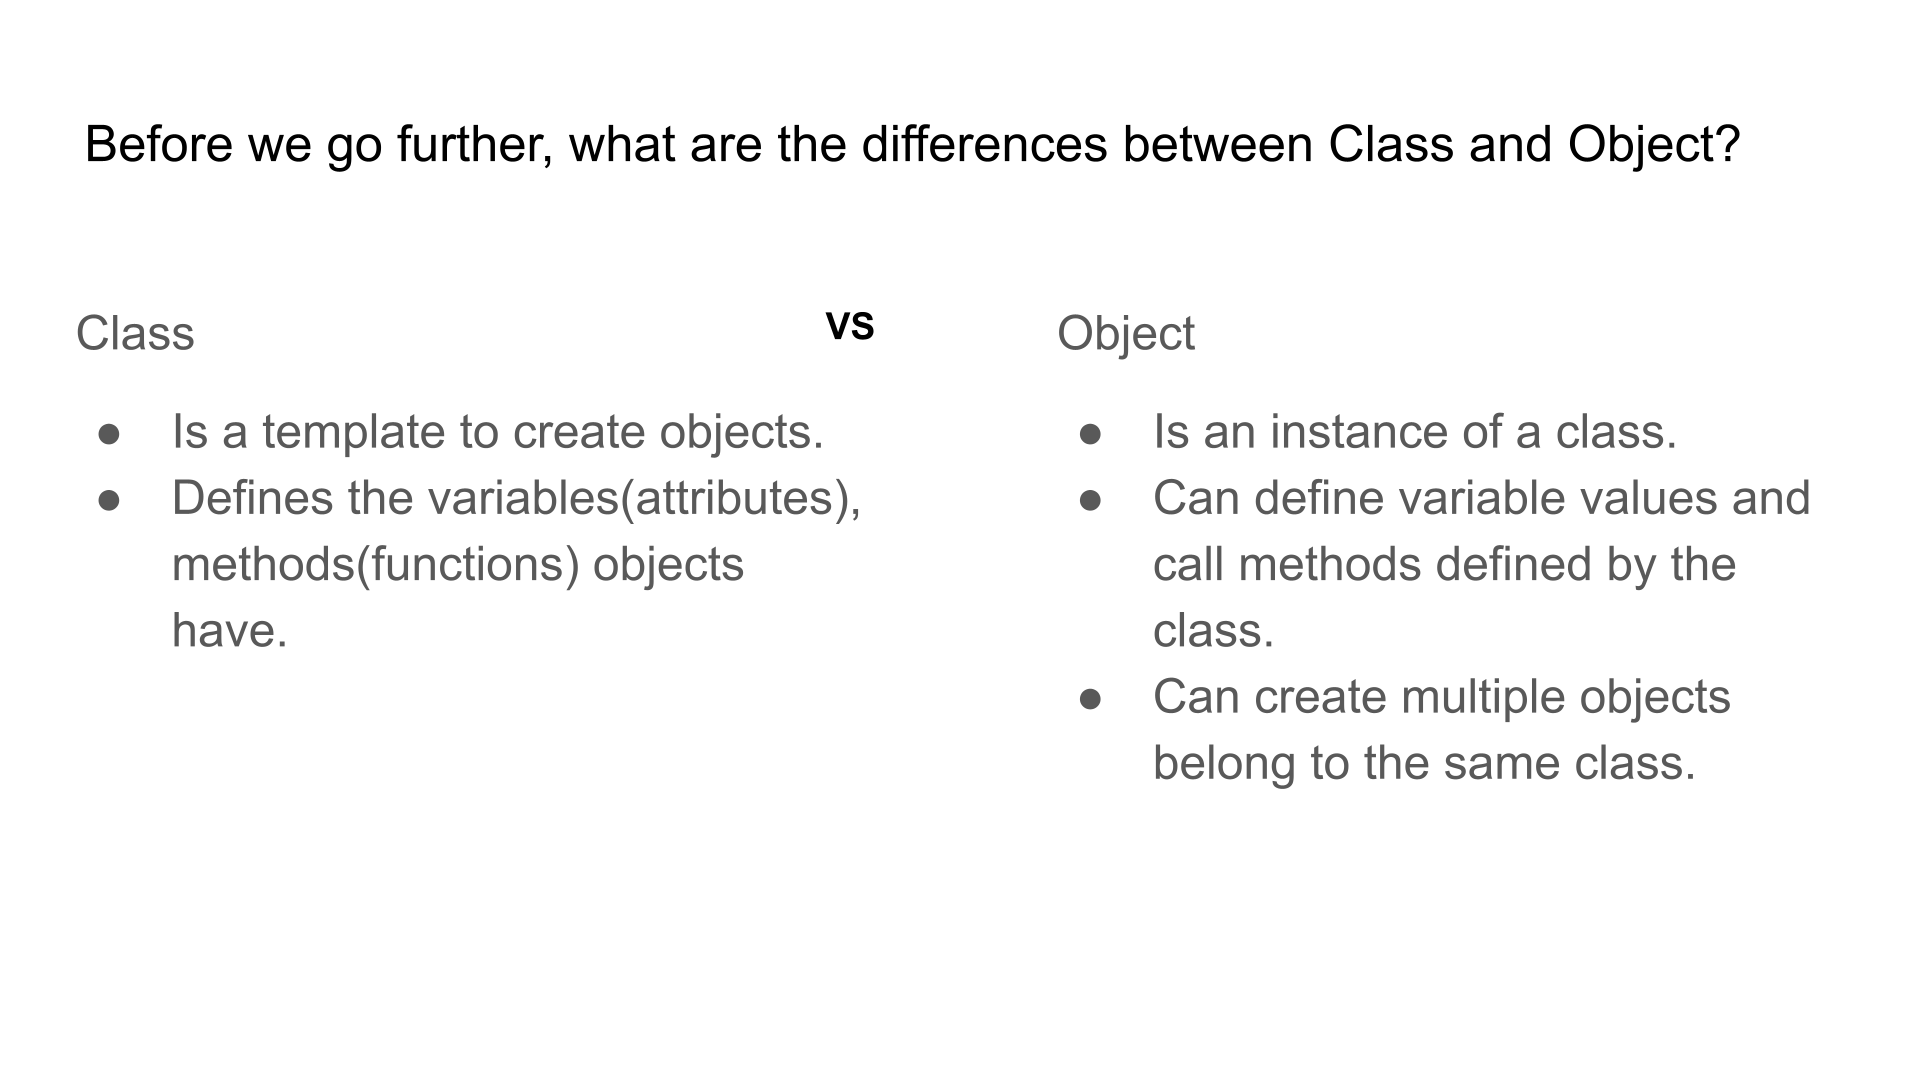 Before we go further, what are the differences between Class and Object?
Class
● Is a template to create objects.
● Defines the variables(attributes),
methods(functions) objects
have.
VS
Object
● Is an instance of a class.
● Can define variable values and
call methods defined by the
class.
● Can create multiple objects
belong to the same class.